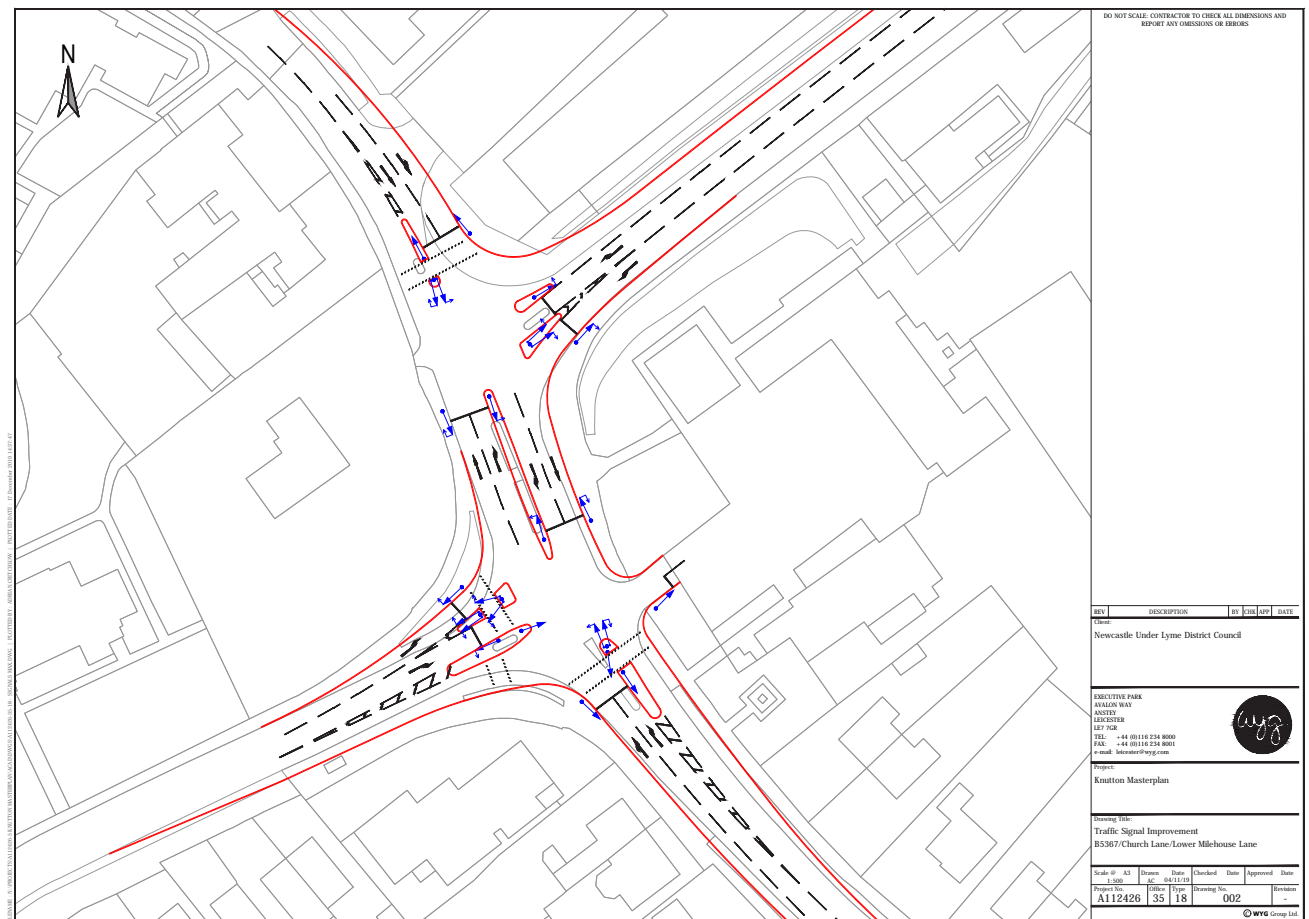 DO NOT SCALE: CONTRACTOR TO CHECK ALL DIMENSIONS AND
REPORT ANY OMISSIONS OR ERRORS
N
REV DESCRIPTION BY CHK APP DATE
Client:
Newcastle Under Lyme District Council
EXECUTIVE PARK
AVALON WAY
ANSTEY
LEICESTER
LE7 7GR
TEL: +44 (0)116 234 8000
FAX: +44 (0)116 234 8001
e-mail: leicester@wyg.com
wyg
Project:
Knutton Masterplan
Drawing Title:
Traffic Signal Improvement
B5367/Church Lane/Lower Milehouse Lane
Scale @ A3 Drawn Date Checked Date Approved Date
1:500 AC 04/11/19
Project No. Office Type Drawing No. Revision
A112426 35 18 002 -
© WYG Group Ltd.